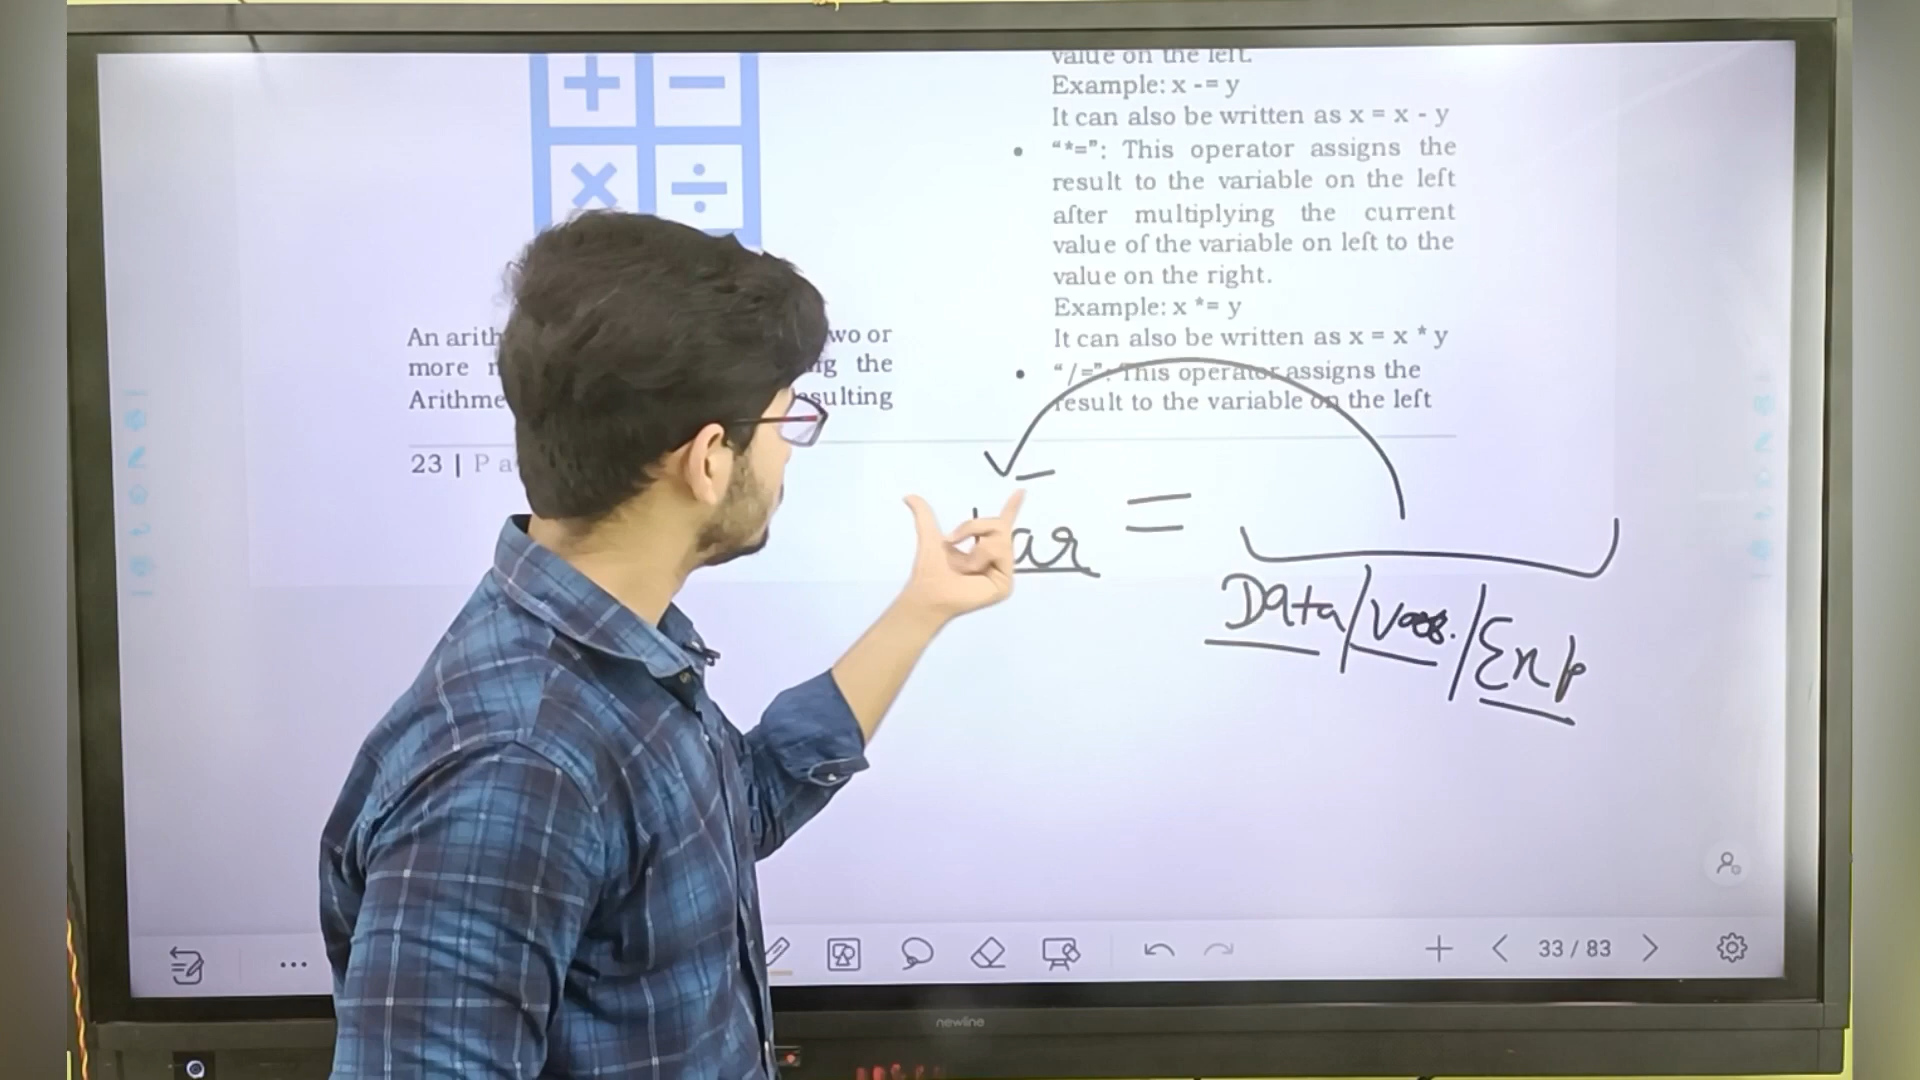 value on the left.
Example: x -= y
It can also be written as x = x - y
• “*=”: This operator assigns the
result to the variable on the left
after multiplying the current
value of the variable on left to the
value on the right.
Example: x *= y
It can also be written as x = x * y
• “/=”: This operator assigns the
result to the variable on the left
An arith wo or
more the
Arithme sulting
23 | Pa
=
Data/Var./Exp
33 / 83
newline